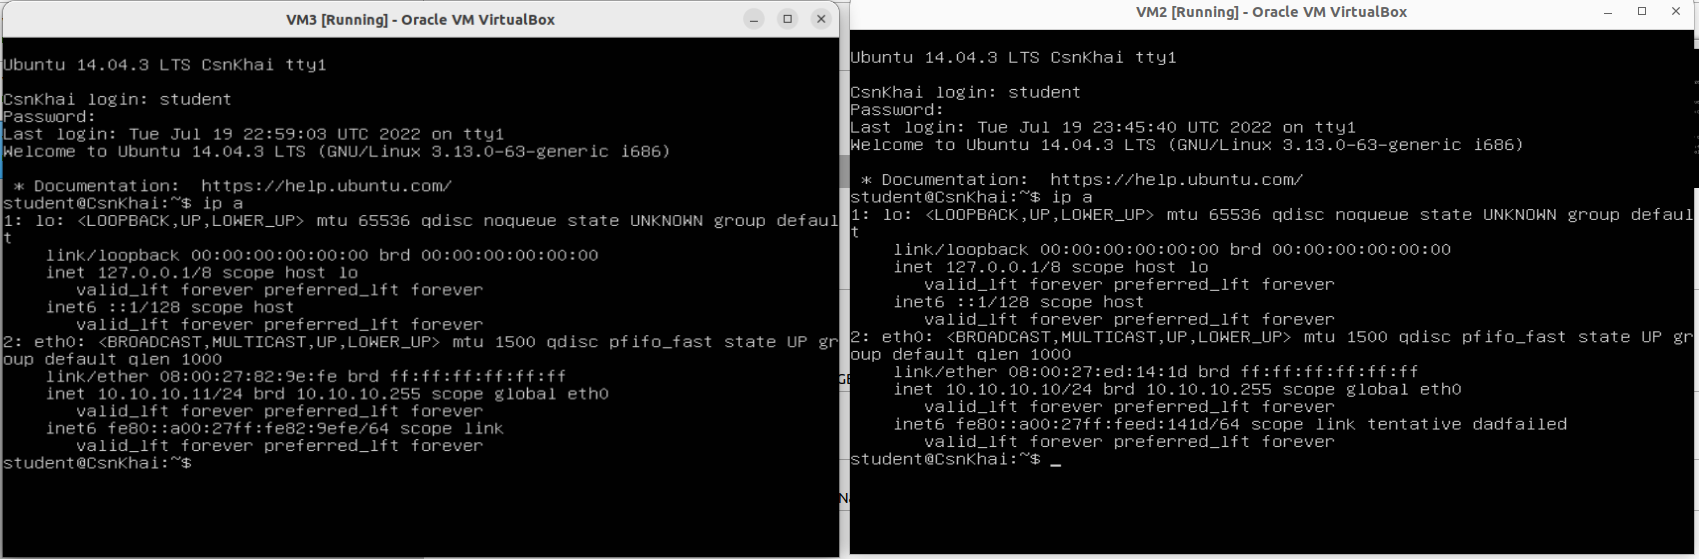 VM3 [Running] - Oracle VM VirtualBox
Ubuntu 14.04.3 LTS CsnKhai tty1
CsnKhai login: student
Password:
Last login: Tue Jul 19 22:59:03 UTC 2022 on tty1
Welcome to Ubuntu 14.04.3 LTS (GNU/Linux 3.13.0-63-generic i686)
* Documentation:  https://help.ubuntu.com/
student@CsnKhai:~$ ip a
1: lo: <LOOPBACK,UP,LOWER_UP> mtu 65536 qdisc noqueue state UNKNOWN group defaul
t
link/loopback 00:00:00:00:00:00 brd 00:00:00:00:00:00
inet 127.0.0.1/8 scope host lo
valid_lft forever preferred_lft forever
inet6 ::1/128 scope host
valid_lft forever preferred_lft forever
2: eth0: <BROADCAST,MULTICAST,UP,LOWER_UP> mtu 1500 qdisc pfifo_fast state UP gr
oup default qlen 1000
link/ether 08:00:27:82:9e:fe brd ff:ff:ff:ff:ff:ff
inet 10.10.10.11/24 brd 10.10.10.255 scope global eth0
valid_lft forever preferred_lft forever
inet6 fe80::a00:27ff:fe82:9efe/64 scope link
valid_lft forever preferred_lft forever
student@CsnKhai:~$
VM2 [Running] - Oracle VM VirtualBox
Ubuntu 14.04.3 LTS CsnKhai tty1
CsnKhai login: student
Password:
Last login: Tue Jul 19 23:45:40 UTC 2022 on tty1
Welcome to Ubuntu 14.04.3 LTS (GNU/Linux 3.13.0-63-generic i686)
* Documentation:  https://help.ubuntu.com/
student@CsnKhai:~$ ip a
1: lo: <LOOPBACK,UP,LOWER_UP> mtu 65536 qdisc noqueue state UNKNOWN group defaul
t
link/loopback 00:00:00:00:00:00 brd 00:00:00:00:00:00
inet 127.0.0.1/8 scope host lo
valid_lft forever preferred_lft forever
inet6 ::1/128 scope host
valid_lft forever preferred_lft forever
2: eth0: <BROADCAST,MULTICAST,UP,LOWER_UP> mtu 1500 qdisc pfifo_fast state UP gr
oup default qlen 1000
link/ether 08:00:27:ed:14:1d brd ff:ff:ff:ff:ff:ff
inet 10.10.10.10/24 brd 10.10.10.255 scope global eth0
valid_lft forever preferred_lft forever
inet6 fe80::a00:27ff:feed:141d/64 scope link tentative dadfailed
valid_lft forever preferred_lft forever
student@CsnKhai:~$ _